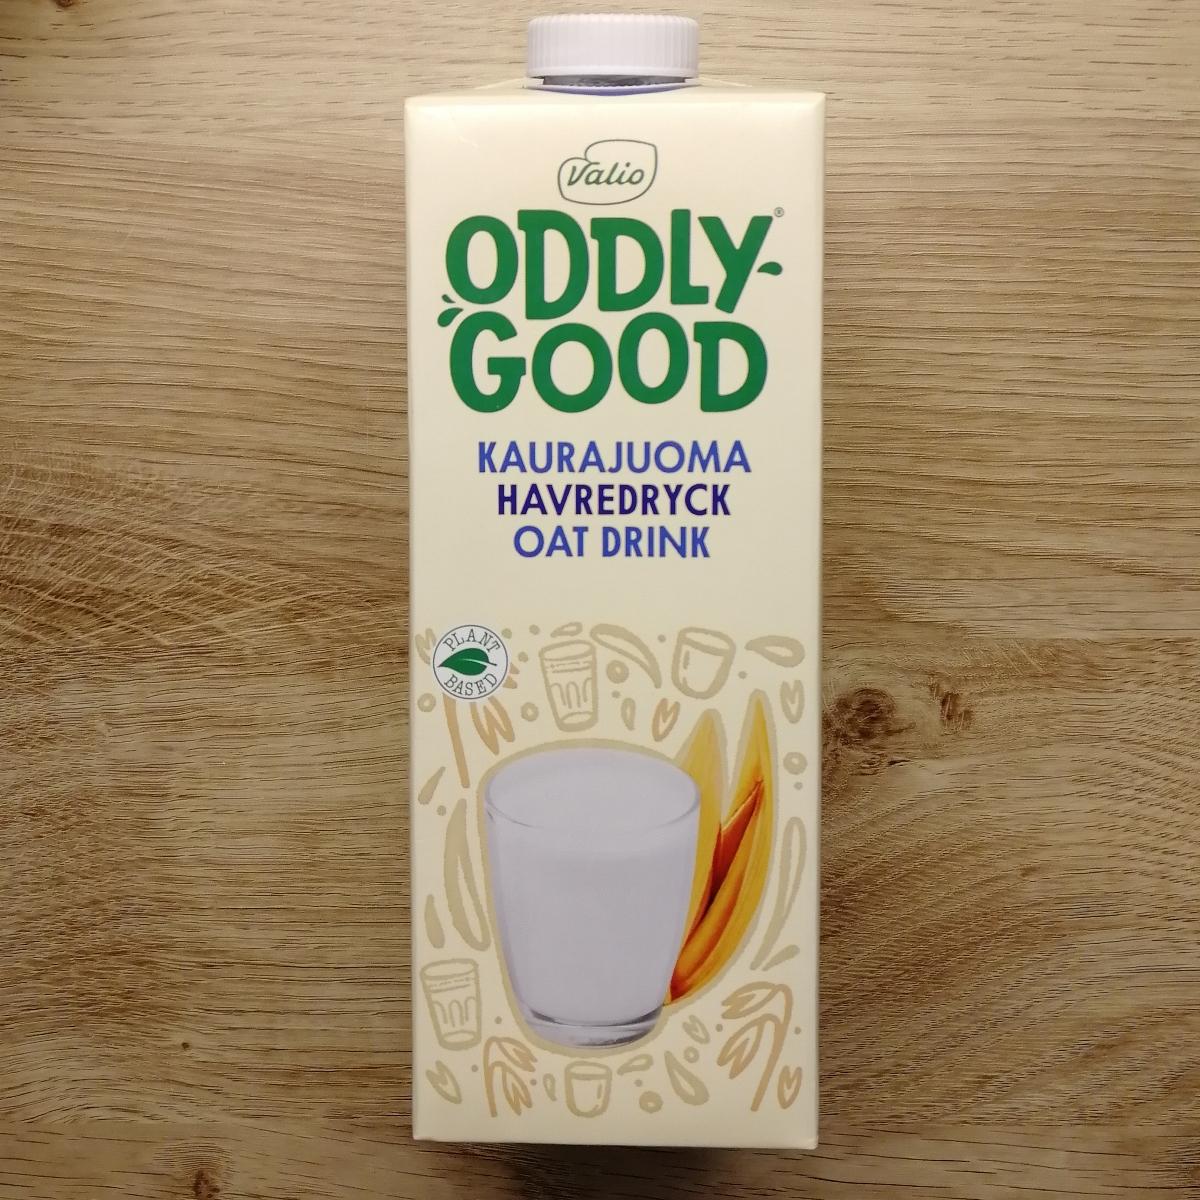 Valio
ODDLY
GOOD
KAURAJUOMA
HAVREDRYCK
OAT DRINK
PLANT
BASED